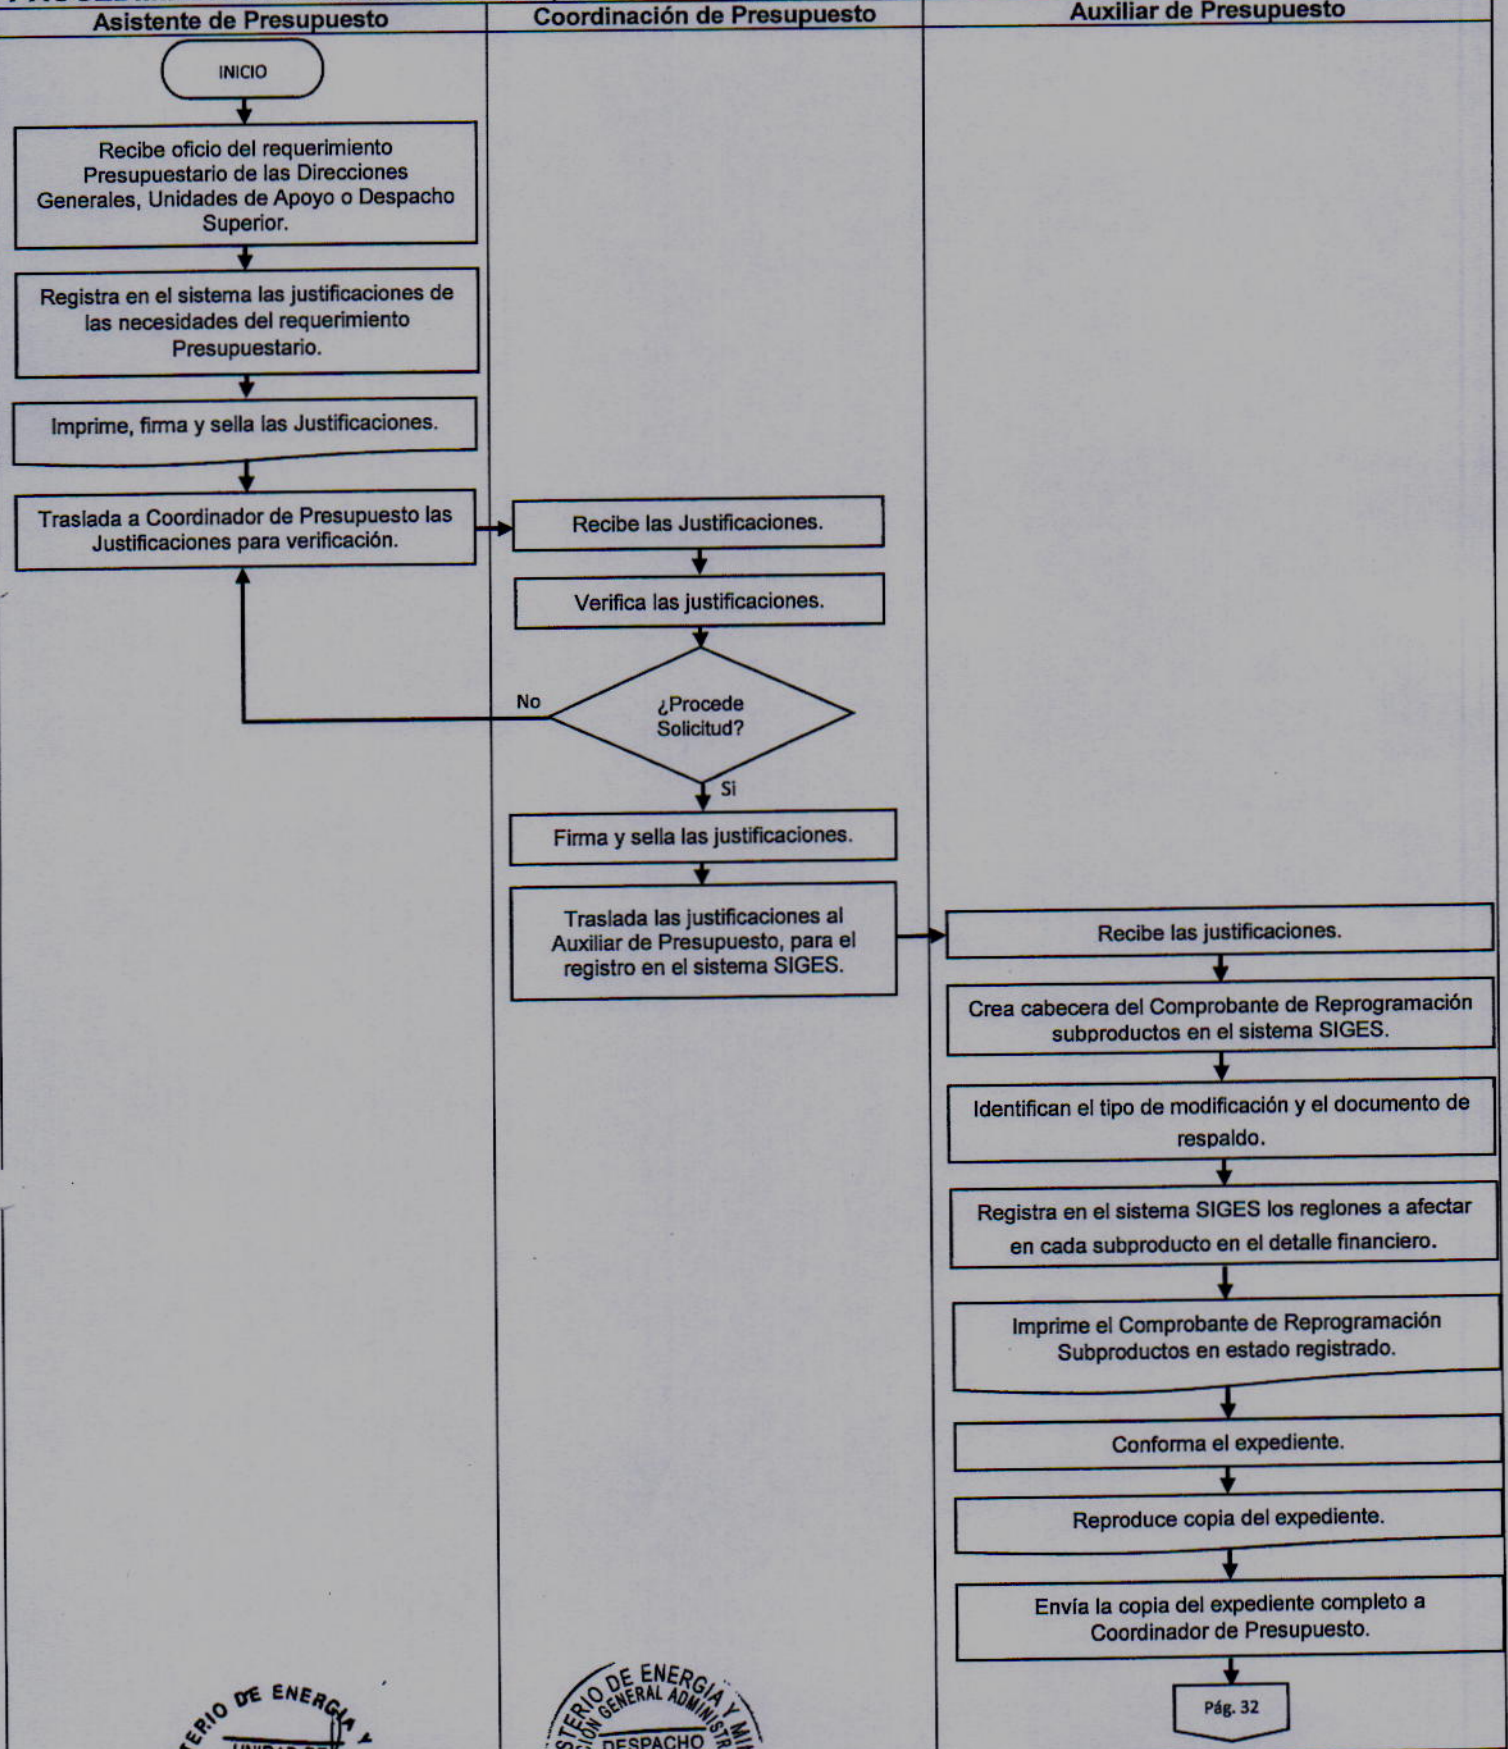 Asistente de Presupuesto
Coordinación de Presupuesto
Auxiliar de Presupuesto
INICIO
Recibe oficio del requerimiento
Presupuestario de las Direcciones
Generales, Unidades de Apoyo o Despacho
Superior.
Registra en el sistema las justificaciones de
las necesidades del requerimiento
Presupuestario.
Imprime, firma y sella las Justificaciones.
Traslada a Coordinador de Presupuesto las
Justificaciones para verificación.
Recibe las Justificaciones.
Verifica las justificaciones.
¿Procede
Solicitud?
No
Si
Firma y sella las justificaciones.
Traslada las justificaciones al
Auxiliar de Presupuesto, para el
registro en el sistema SIGES.
Recibe las justificaciones.
Crea cabecera del Comprobante de Reprogramación
subproductos en el sistema SIGES.
Identifican el tipo de modificación y el documento de
respaldo.
Registra en el sistema SIGES los reglones a afectar
en cada subproducto en el detalle financiero.
Imprime el Comprobante de Reprogramación
Subproductos en estado registrado.
Conforma el expediente.
Reproduce copia del expediente.
Envía la copia del expediente completo a
Coordinador de Presupuesto.
Pág. 32
DE ENERGIA Y
DE ENERGIA Y
GENERAL
DESPACHO